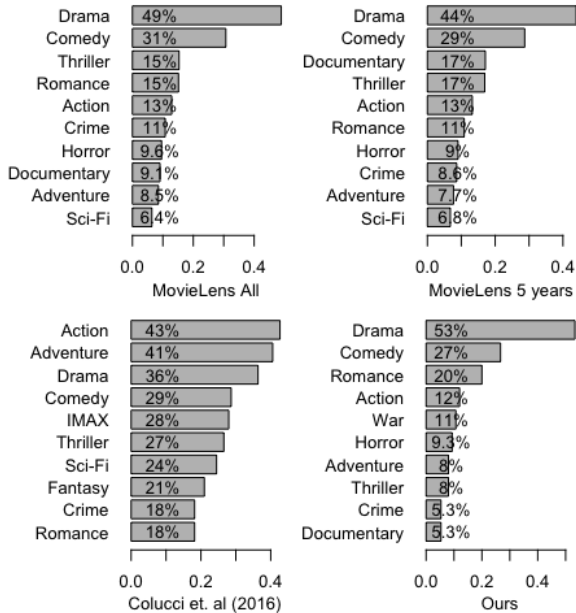 Drama 49%
Comedy 31%
Thriller 15%
Romance 15%
Action 13%
Crime 11%
Horror 9.6%
Documentary 9.1%
Adventure 8.5%
Sci-Fi 6.4%
0.0 0.2 0.4
MovieLens All
Drama 44%
Comedy 29%
Documentary 17%
Thriller 17%
Action 13%
Romance 11%
Horror 9%
Crime 8.6%
Adventure 7.7%
Sci-Fi 6.8%
0.0 0.2 0.4
MovieLens 5 years
Action 43%
Adventure 41%
Drama 36%
Comedy 29%
IMAX 28%
Thriller 27%
Sci-Fi 24%
Fantasy 21%
Crime 18%
Romance 18%
0.0 0.2 0.4
Colucci et. al (2016)
Drama 53%
Comedy 27%
Romance 20%
Action 12%
War 11%
Horror 9.3%
Adventure 8%
Thriller 8%
Crime 5.3%
Documentary 5.3%
0.0 0.2 0.4
Ours